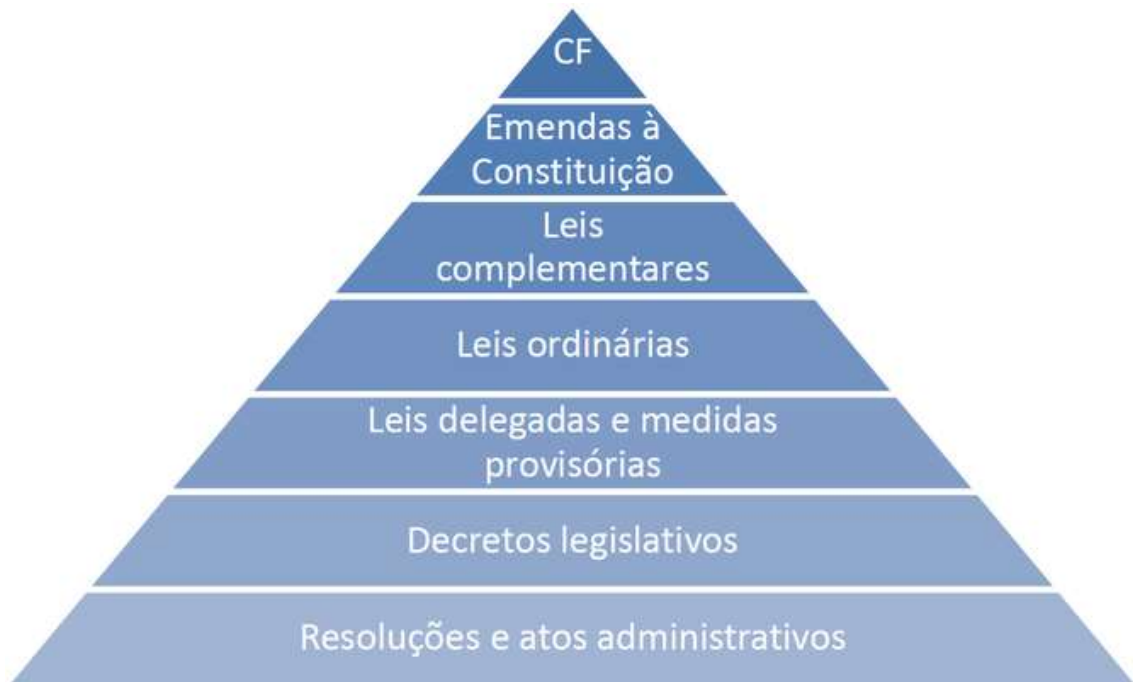 CF
Emendas à
Constituição
Leis
complementares
Leis ordinárias
Leis delegadas e medidas
provisórias
Decretos legislativos
Resoluções e atos administrativos